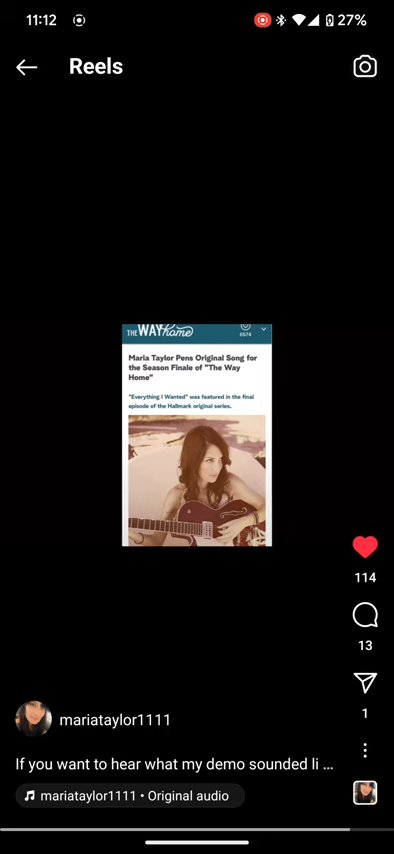 11:12
27%
Reels
THE WAY home
6524
Maria Taylor Pens Original Song for
the Season Finale of "The Way
Home"
"Everything I Wanted" was featured in the final
episode of the Hallmark original series.
114
13
1
mariataylor1111
If you want to hear what my demo sounded li ...
mariataylor1111 • Original audio